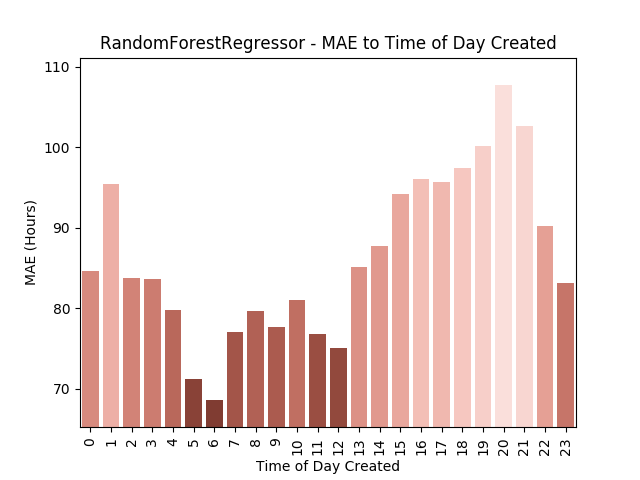 RandomForestRegressor - MAE to Time of Day Created
110
100
90
80
70
MAE (Hours)
0 1 2 3 4 5 6 7 8 9 10 11 12 13 14 15 16 17 18 19 20 21 22 23
Time of Day Created